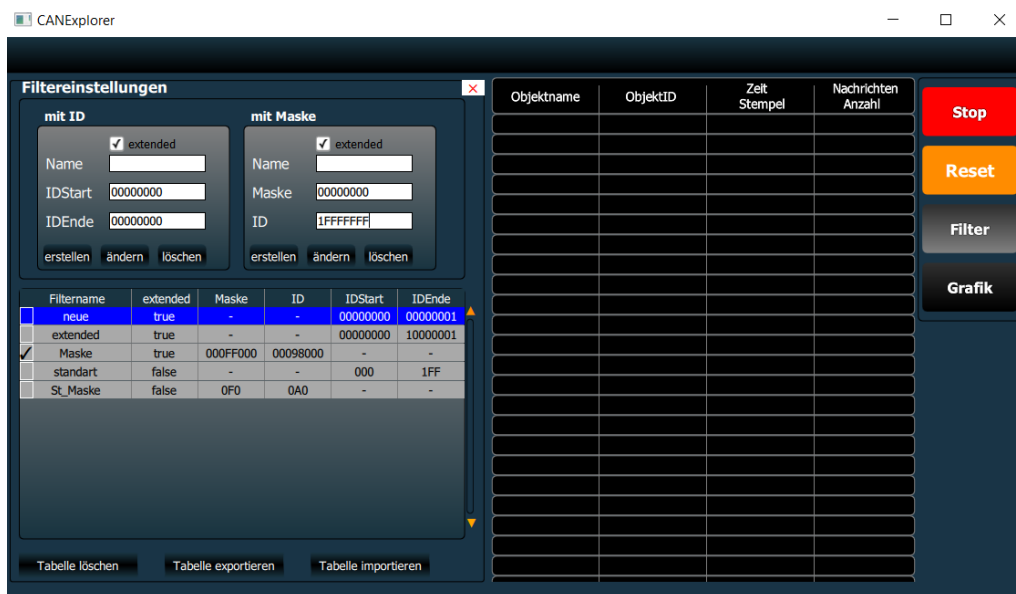 CANExplorer
Filtereinstellungen
mit ID
extended
Name
IDStart 00000000
IDEnde 00000000
erstellen ändern löschen
mit Maske
extended
Name
Maske 00000000
ID 1FFFFFFF
erstellen ändern löschen
Filtername extended Maske ID IDStart IDEnde
neue true - - 00000000 00000001
extended true - - 00000000 10000001
Maske true 000FF000 00098000 - -
standart false - - 000 1FF
St_Maske false 0F0 0A0 - -
Tabelle löschen Tabelle exportieren Tabelle importieren
Objektname ObjektID Zeit Stempel Nachrichten Anzahl
Stop
Reset
Filter
Grafik